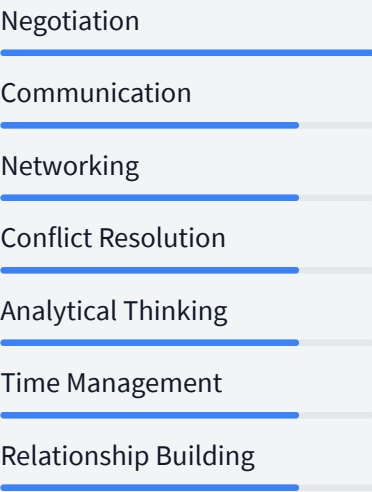 Negotiation
Communication
Networking
Conflict Resolution
Analytical Thinking
Time Management
Relationship Building